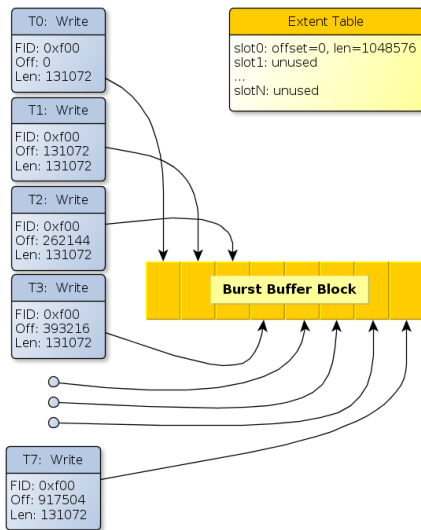 T0:  Write
FID: 0xf00
Off: 0
Len: 131072
Extent Table
slot0: offset=0, len=1048576
slot1: unused
...
slotN: unused
T1:  Write
FID: 0xf00
Off: 131072
Len: 131072
T2:  Write
FID: 0xf00
Off: 262144
Len: 131072
T3:  Write
FID: 0xf00
Off: 393216
Len: 131072
Burst Buffer Block
T7:  Write
FID: 0xf00
Off: 917504
Len: 131072